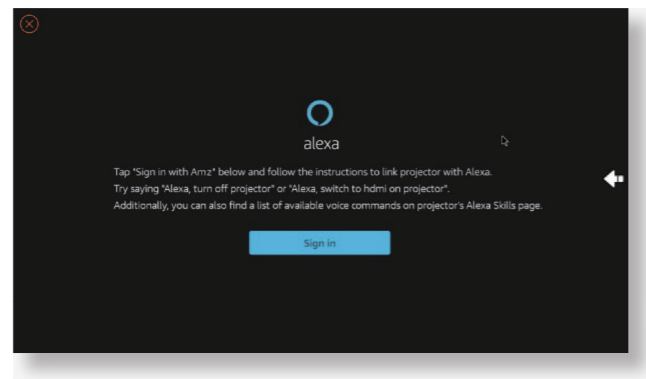 alexa
Tap "Sign in with Amz" below and follow the instructions to link projector with Alexa.
Try saying "Alexa, turn off projector" or "Alexa, switch to hdmi on projector".
Additionally, you can also find a list of available voice commands on projector's Alexa Skills page.
Sign in